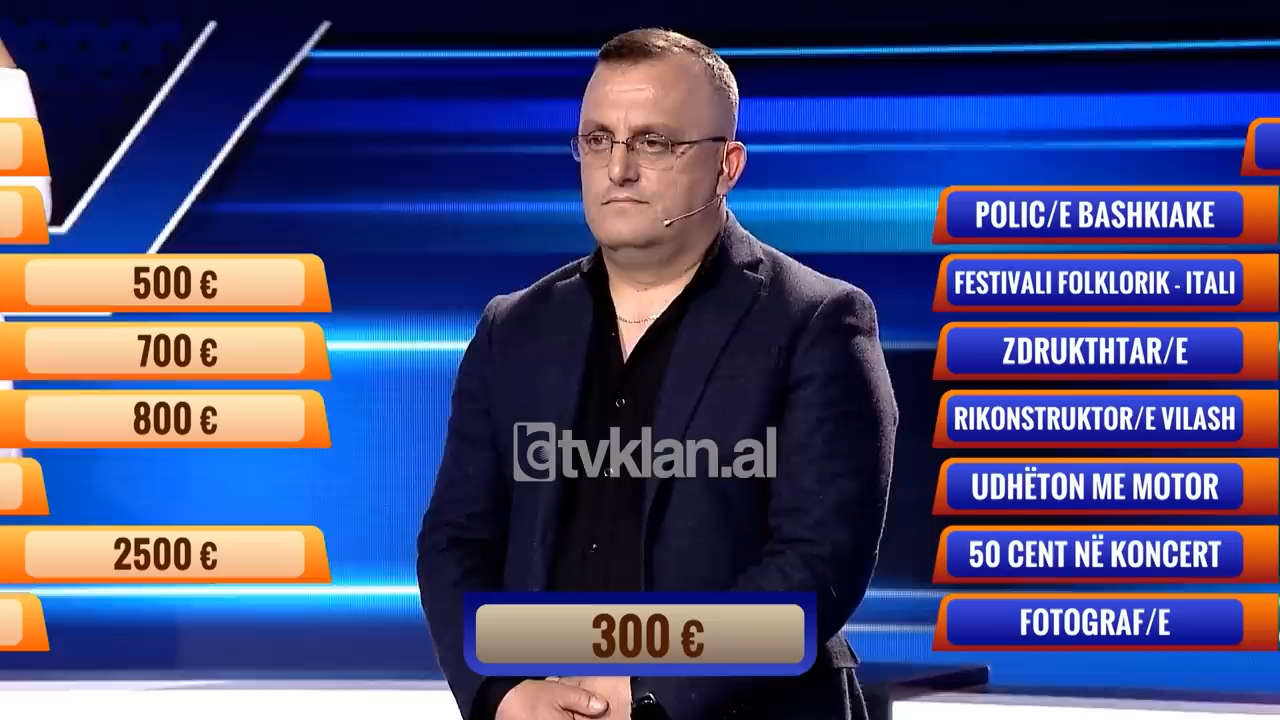 POLIC/E BASHKIAKE
500 €
FESTIVALI FOLKLORIK - ITALI
700 €
ZDRUKTHTAR/E
800 €
RIKONSTRUKTOR/E VILASH
tvklan.al
UDHËTON ME MOTOR
2500 €
50 CENT NË KONCERT
300 €
FOTOGRAF/E